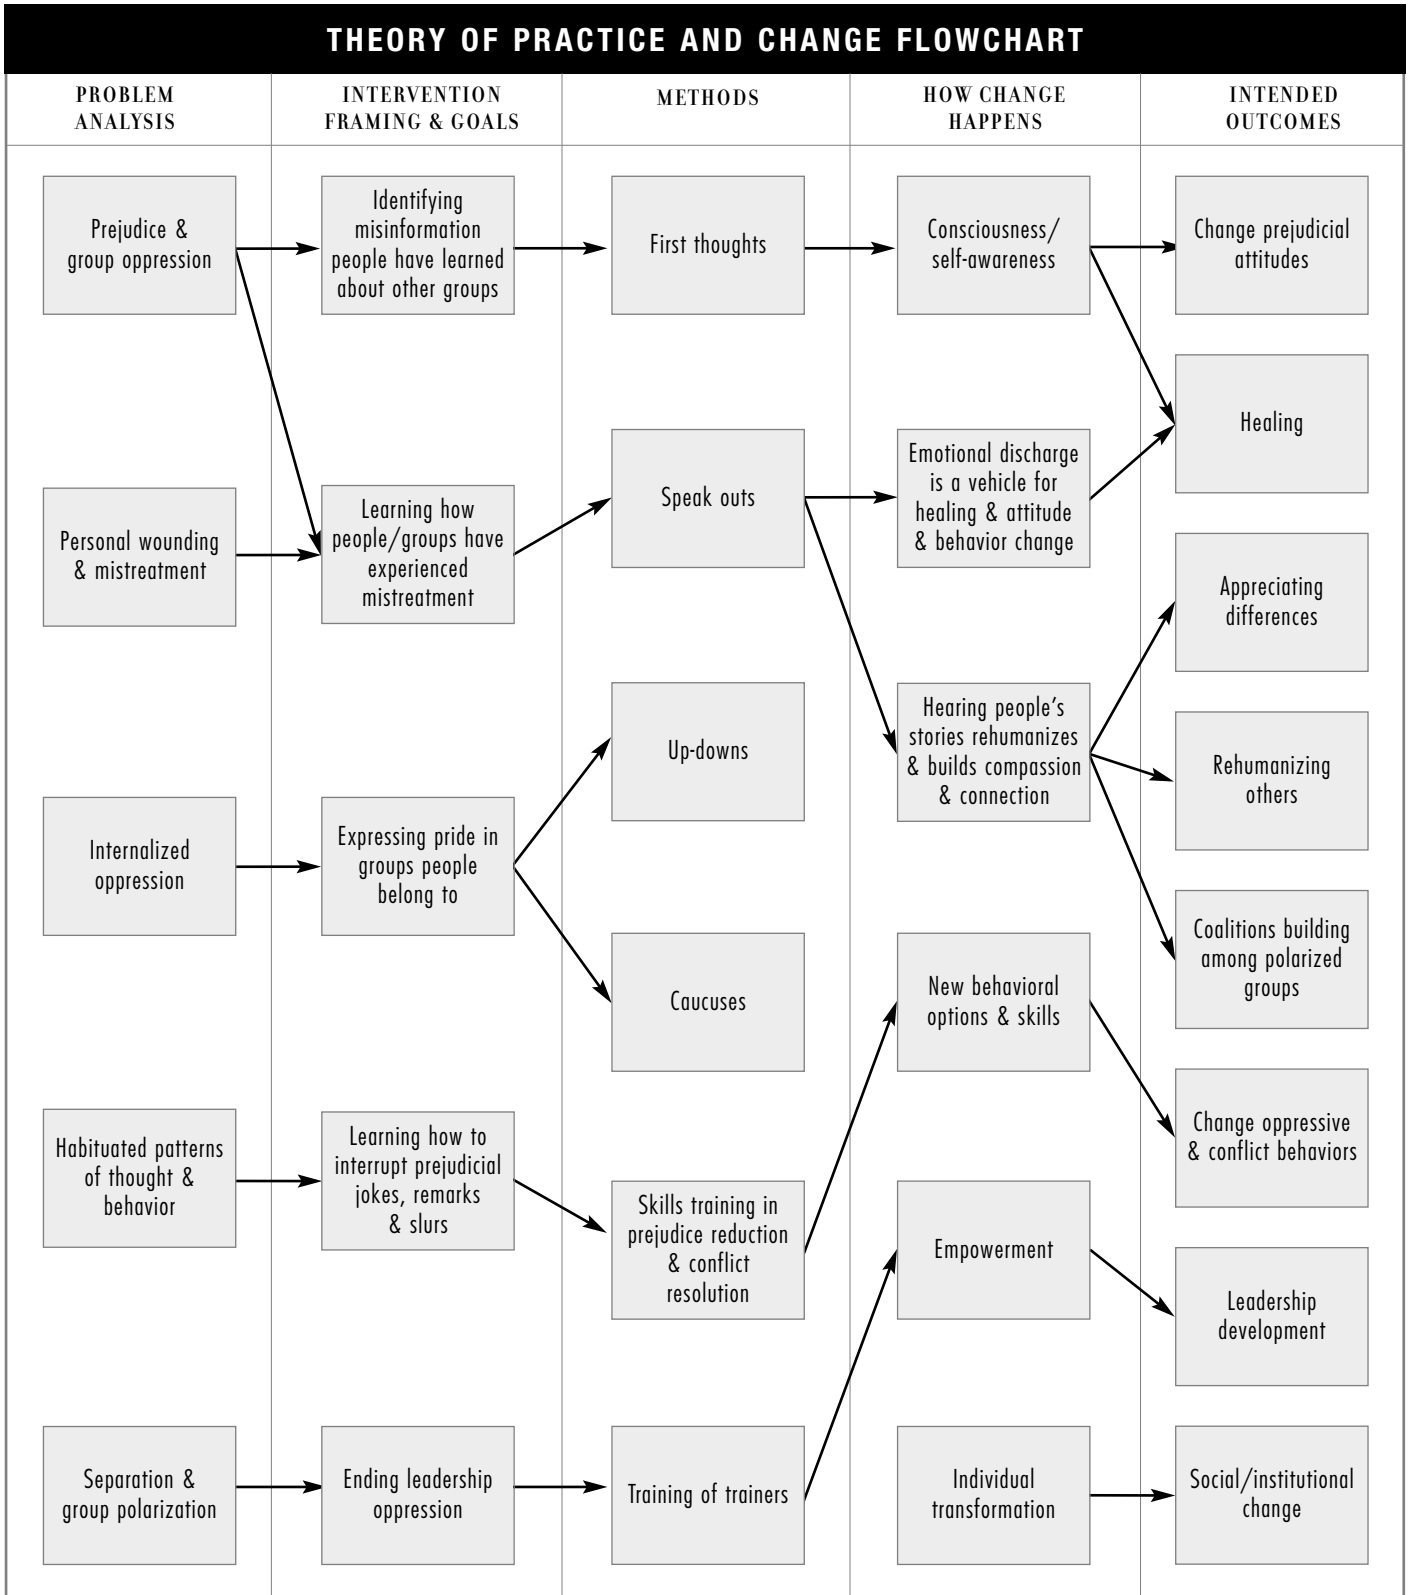 THEORY OF PRACTICE AND CHANGE FLOWCHART
PROBLEM
ANALYSIS
INTERVENTION
FRAMING & GOALS
METHODS
HOW CHANGE
HAPPENS
INTENDED
OUTCOMES
Prejudice &
group oppression
Personal wounding
& mistreatment
Internalized
oppression
Habituated patterns
of thought &
behavior
Separation &
group polarization
Identifying
misinformation
people have learned
about other groups
Learning how
people/groups have
experienced
mistreatment
Expressing pride in
groups people
belong to
Learning how to
interrupt prejudicial
jokes, remarks
& slurs
Ending leadership
oppression
First thoughts
Speak outs
Up-downs
Caucuses
Skills training in
prejudice reduction
& conflict
resolution
Training of trainers
Consciousness/
self-awareness
Emotional discharge
is a vehicle for
healing & attitude
& behavior change
Hearing people's
stories rehumanizes
& builds compassion
& connection
New behavioral
options & skills
Empowerment
Individual
transformation
Change prejudicial
attitudes
Healing
Appreciating
differences
Rehumanizing
others
Coalitions building
among polarized
groups
Change oppressive
& conflict behaviors
Leadership
development
Social/institutional
change